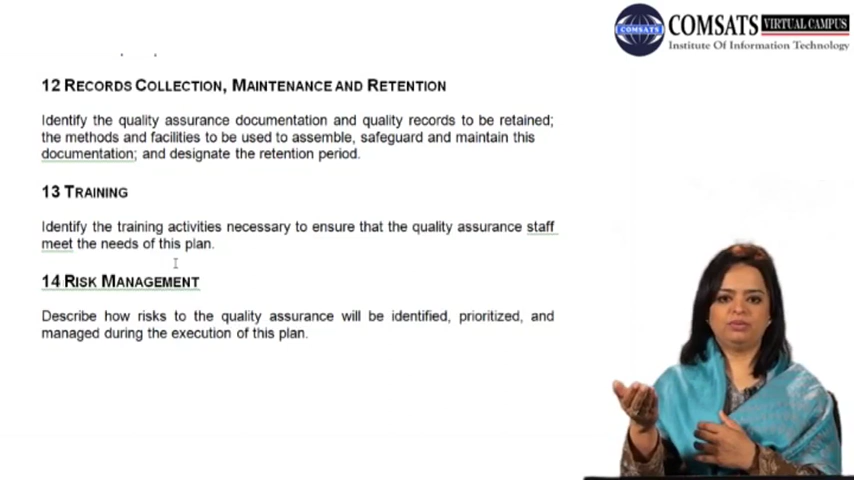 COMSATS VIRTUAL CAMPUS
Institute Of Information Technology
12 RECORDS COLLECTION, MAINTENANCE AND RETENTION
Identify the quality assurance documentation and quality records to be retained;
the methods and facilities to be used to assemble, safeguard and maintain this
documentation; and designate the retention period.
13 TRAINING
Identify the training activities necessary to ensure that the quality assurance staff
meet the needs of this plan.
14 RISK MANAGEMENT
Describe how risks to the quality assurance will be identified, prioritized, and
managed during the execution of this plan.